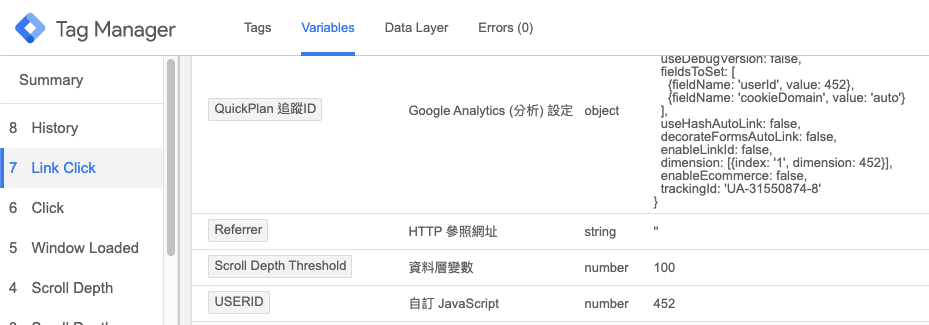 Tag Manager
Tags Variables Data Layer Errors (0)
Summary
8 History
7 Link Click
6 Click
5 Window Loaded
4 Scroll Depth
3 Scroll Depth
useDebugVersion: false,
fieldsToSet: [
{fieldName: 'userId', value: 452},
{fieldName: 'cookieDomain', value: 'auto'}
],
useHashAutoLink: false,
decorateFormsAutoLink: false,
enableLinkId: false,
dimension: [{index: '1', dimension: 452}],
enableEcommerce: false,
trackingId: 'UA-31550874-8'
}
QuickPlan 追蹤ID Google Analytics (分析) 設定 object
Referrer HTTP 參照網址 string ''
Scroll Depth Threshold 資料層變數 number 100
USERID 自訂 JavaScript number 452